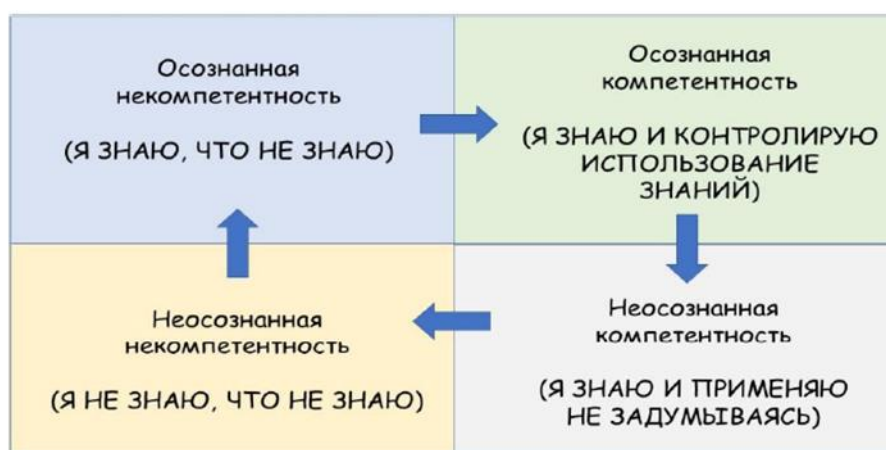 Осознанная
некомпетентность
(Я ЗНАЮ, ЧТО НЕ ЗНАЮ)
Осознанная
компетентность
(Я ЗНАЮ И КОНТРОЛИРУЮ
ИСПОЛЬЗОВАНИЕ
ЗНАНИЙ)
Неосознанная
некомпетентность
(Я НЕ ЗНАЮ, ЧТО НЕ ЗНАЮ)
Неосознанная
компетентность
(Я ЗНАЮ И ПРИМЕНЯЮ
НЕ ЗАДУМЫВАЯСЬ)